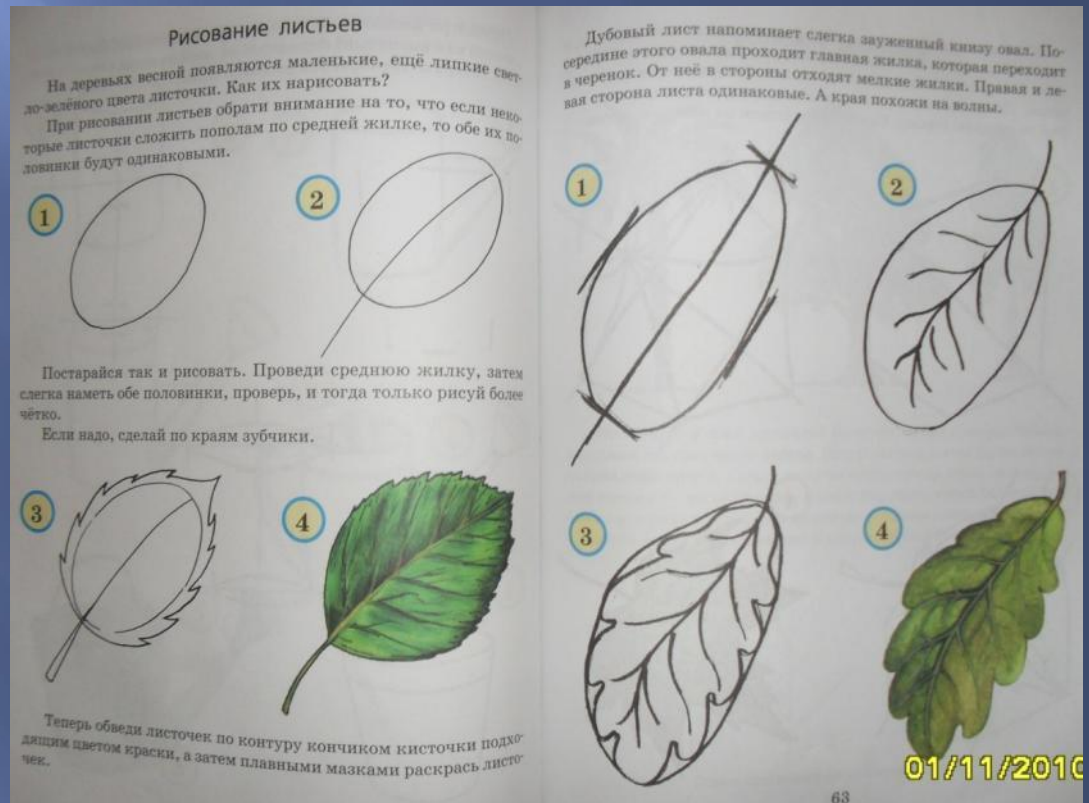 Рисование листьев
На деревьях весной появляются маленькие, ещё липкие свет-
ло-зелёного цвета листочки. Как их нарисовать?
При рисовании листьев обрати внимание на то, что если неко-
торые листочки сложить пополам по средней жилке, то обе их по-
ловинки будут одинаковыми.
1
2
Постарайся так и рисовать. Проведи среднюю жилку, затем
слегка наметь обе половинки, проверь, и тогда только рисуй более
чётко.
Если надо, сделай по краям зубчики.
3
4
Теперь обведи листочек по контуру кончиком кисточки подхо-
дящим цветом краски, а затем плавными мазками раскрась листо-
чек.
Дубовый лист напоминает слегка зауженный книзу овал. По-
середине этого овала проходит главная жилка, которая переходит
в черенок. От неё в стороны отходят мелкие жилки. Правая и ле-
вая сторона листа одинаковые. А края похожи на волны.
1
2
3
4
01/11/2010
63